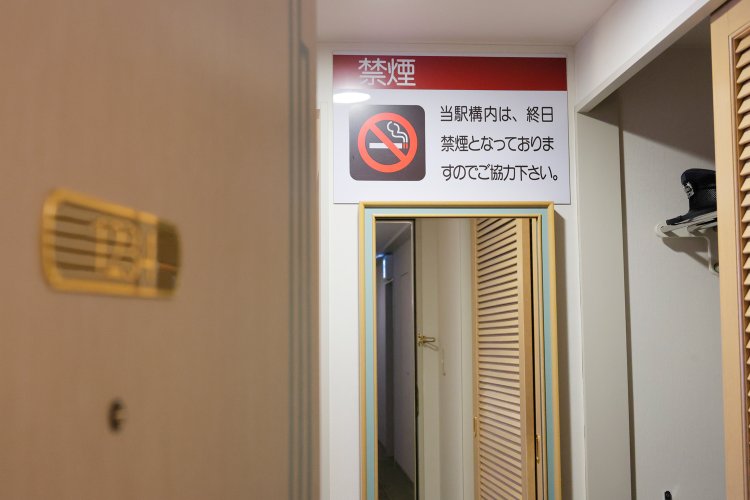 禁煙
当駅構内は、終日
禁煙となっておりま
すのでご協力下さい。